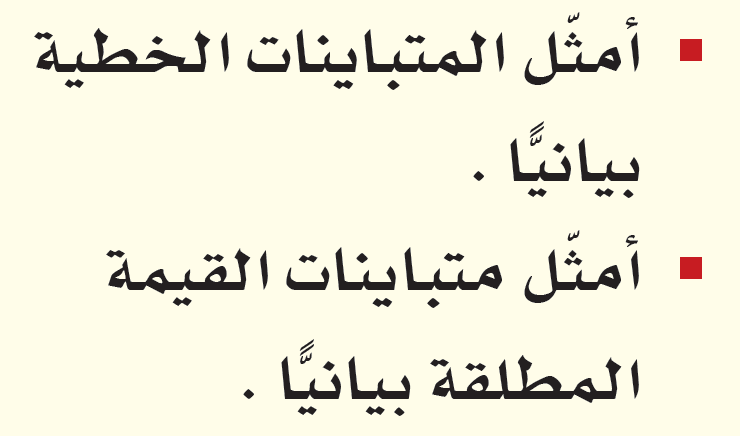 أمثّل المتباينات الخطية
بيانيًّا .
أمثّل متباينات القيمة
المطلقة بيانيًّا .